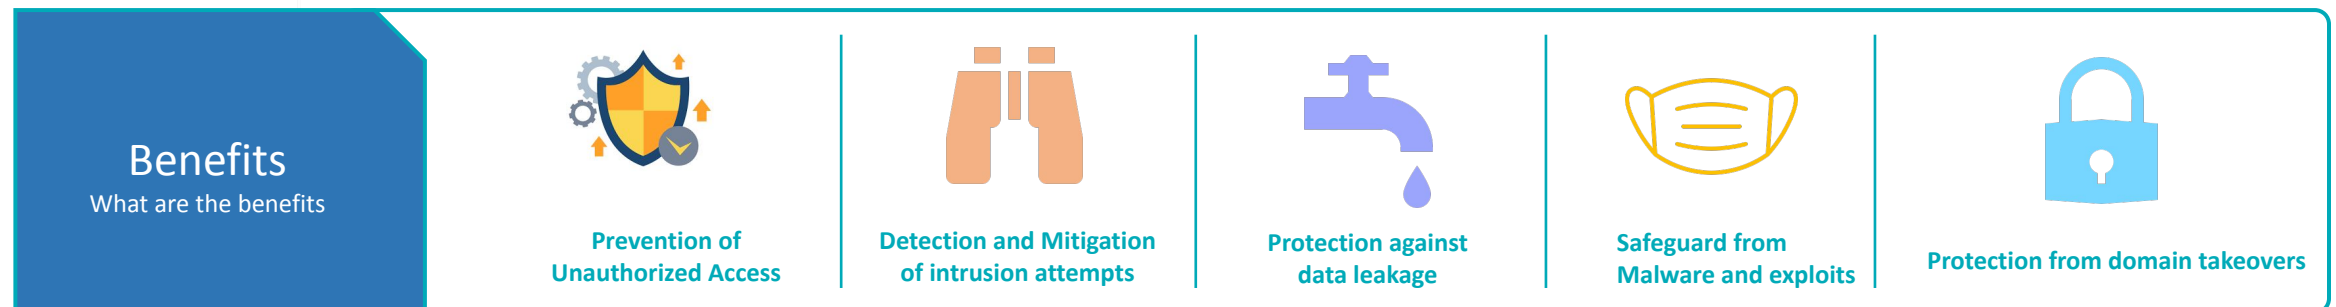 Benefits
What are the benefits
Prevention of
Unauthorized Access
Detection and Mitigation
of intrusion attempts
Protection against
data leakage
Safeguard from
Malware and exploits
Protection from domain takeovers